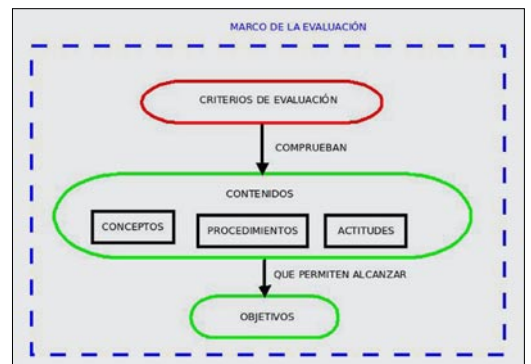 MARCO DE LA EVALUACIÓN
CRITERIOS DE EVALUACIÓN
COMPRUEBAN
CONTENIDOS
CONCEPTOS
PROCEDIMIENTOS
ACTITUDES
QUE PERMITEN ALCANZAR
OBJETIVOS